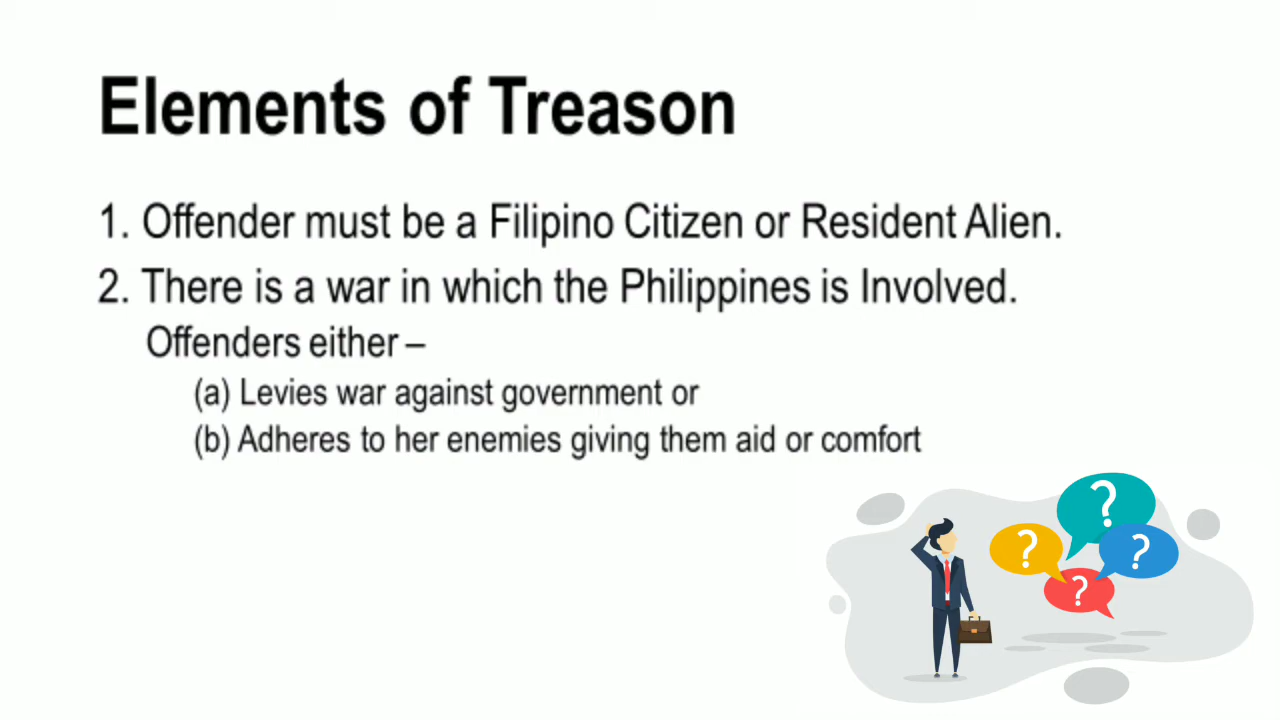 Elements of Treason
1. Offender must be a Filipino Citizen or Resident Alien.
2. There is a war in which the Philippines is Involved.
Offenders either –
(a) Levies war against government or
(b) Adheres to her enemies giving them aid or comfort
?
?
?
?